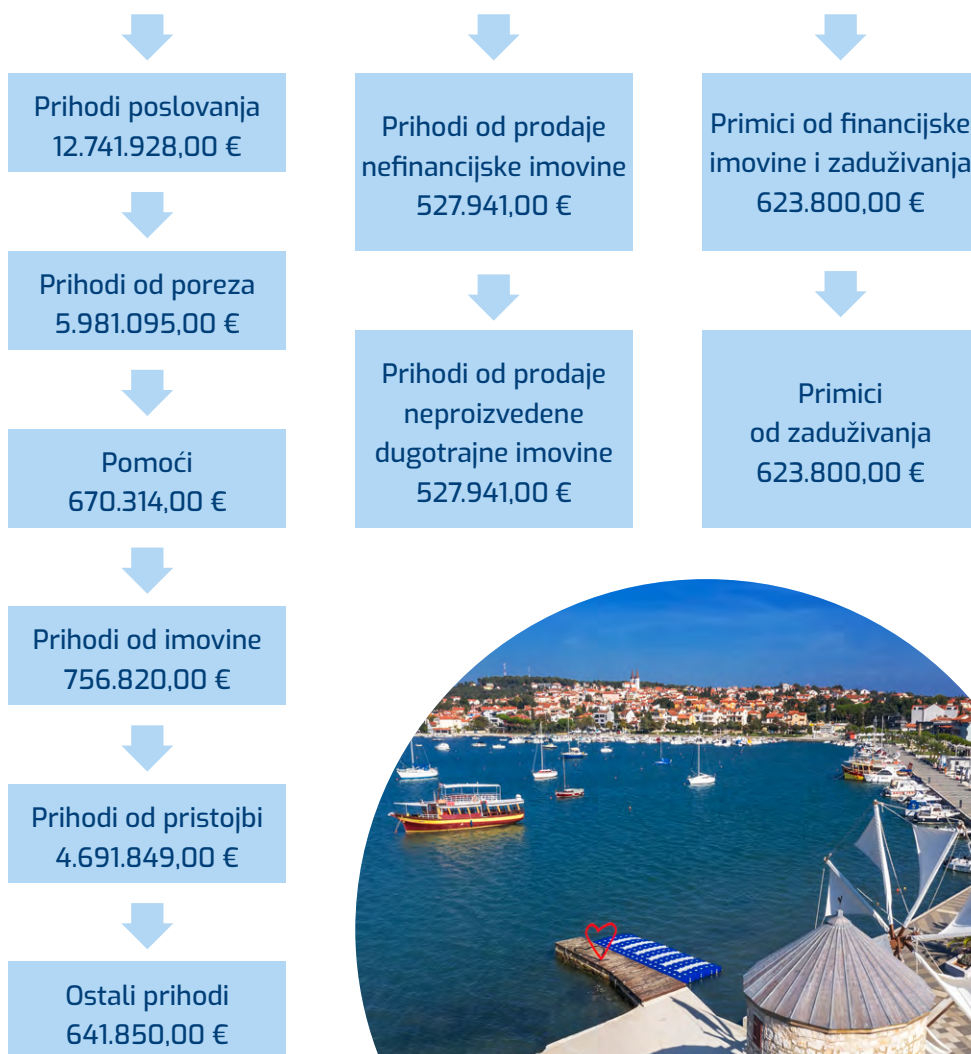 Prihodi poslovanja
12.741.928,00 €
Prihodi od poreza
5.981.095,00 €
Pomoći
670.314,00 €
Prihodi od imovine
756.820,00 €
Prihodi od pristojbi
4.691.849,00 €
Ostali prihodi
641.850,00 €
Prihodi od prodaje
nefinancijske imovine
527.941,00 €
Prihodi od prodaje
neproizvedene
dugotrajne imovine
527.941,00 €
Primici od financijske
imovine i zaduživanja
623.800,00 €
Primici
od zaduživanja
623.800,00 €